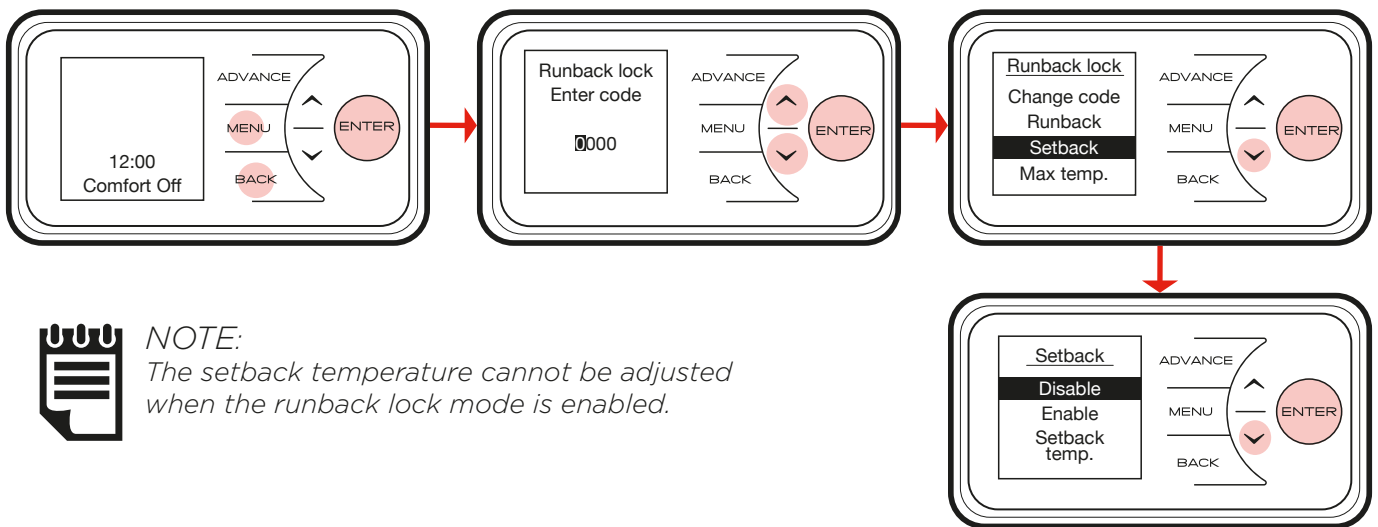 12:00
Comfort Off
ADVANCE
MENU
BACK
ENTER
Runback lock
Enter code
0000
ADVANCE
MENU
BACK
ENTER
Runback lock
Change code
Runback
Setback
Max temp.
ADVANCE
MENU
BACK
ENTER
NOTE:
The setback temperature cannot be adjusted
when the runback lock mode is enabled.
Setback
Disable
Enable
Setback
temp.
ADVANCE
MENU
BACK
ENTER